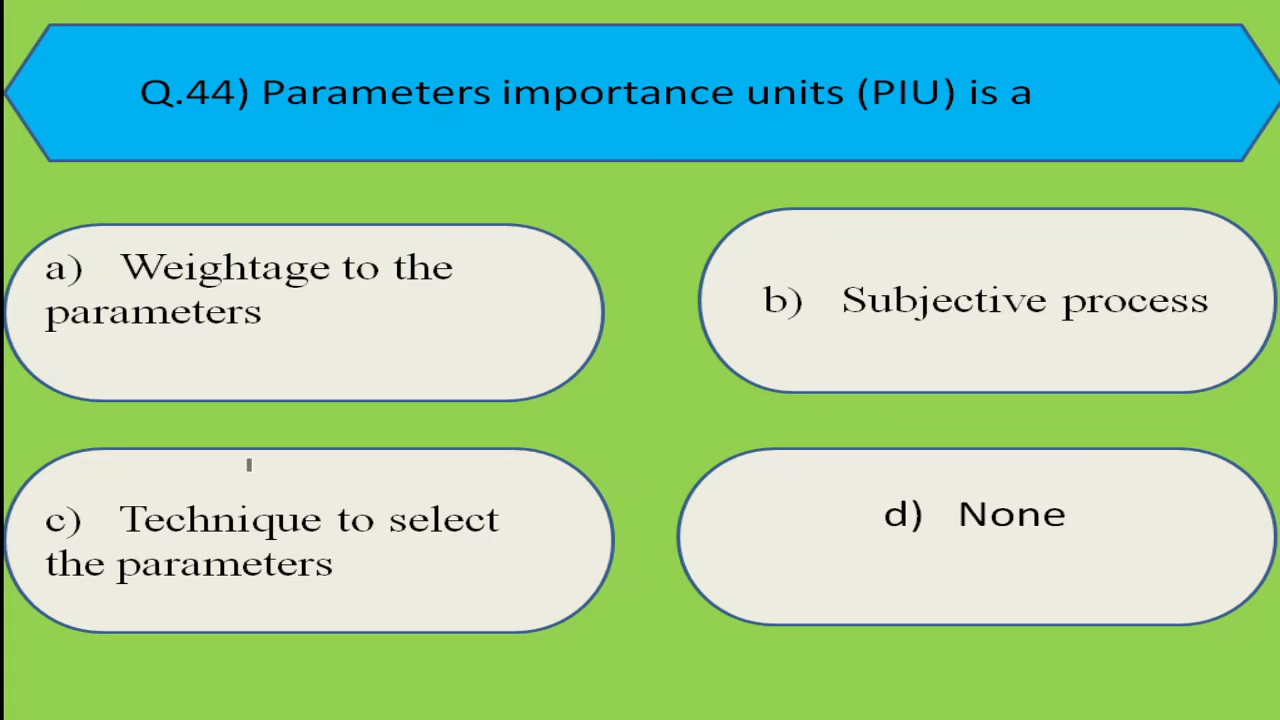 Q.44) Parameters importance units (PIU) is a
a) Weightage to the
parameters
b) Subjective process
c) Technique to select
the parameters
d) None